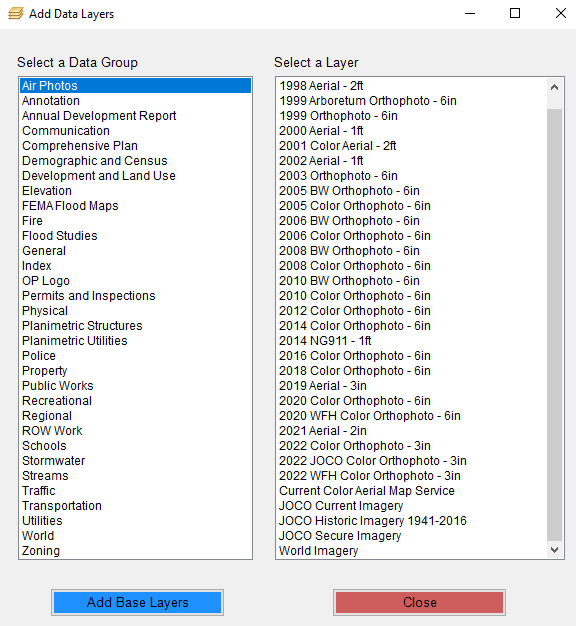 Add Data Layers
Select a Data Group
Air Photos
Annotation
Annual Development Report
Communication
Comprehensive Plan
Demographic and Census
Development and Land Use
Elevation
FEMA Flood Maps
Fire
Flood Studies
General
Index
OP Logo
Permits and Inspections
Physical
Planimetric Structures
Planimetric Utilities
Police
Property
Public Works
Recreational
Regional
ROW Work
Schools
Stormwater
Streams
Traffic
Transportation
Utilities
World
Zoning
Select a Layer
1998 Aerial - 2ft
1999 Arboretum Orthophoto - 6in
1999 Orthophoto - 6in
2000 Aerial - 1ft
2001 Color Aerial - 2ft
2002 Aerial - 1ft
2003 Orthophoto - 6in
2005 BW Orthophoto - 6in
2005 Color Orthophoto - 6in
2006 BW Orthophoto - 6in
2006 Color Orthophoto - 6in
2008 BW Orthophoto - 6in
2008 Color Orthophoto - 6in
2010 BW Orthophoto - 6in
2010 Color Orthophoto - 6in
2012 Color Orthophoto - 6in
2014 Color Orthophoto - 6in
2014 NG911 - 1ft
2016 Color Orthophoto - 6in
2018 Color Orthophoto - 6in
2019 Aerial - 3in
2020 Color Orthophoto - 6in
2020 WFH Color Orthophoto - 6in
2021 Aerial - 2in
2022 Color Orthophoto - 3in
2022 JOCO Color Orthophoto - 3in
2022 WFH Color Orthophoto - 3in
Current Color Aerial Map Service
JOCO Current Imagery
JOCO Historic Imagery 1941-2016
JOCO Secure Imagery
World Imagery
Add Base Layers
Close